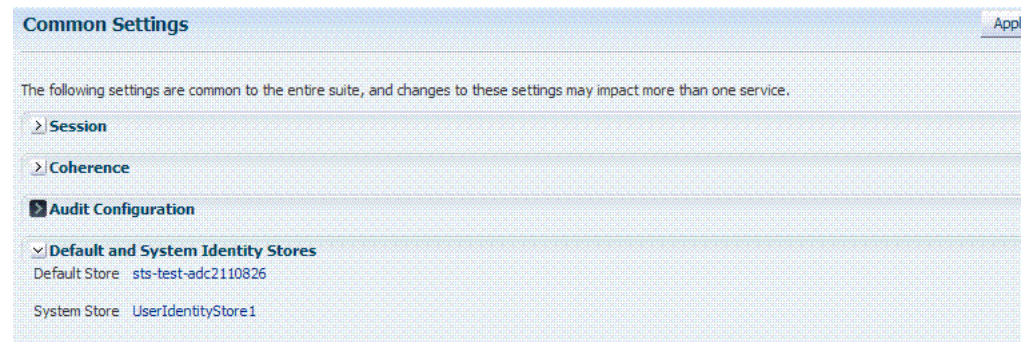 Common Settings
Appl
The following settings are common to the entire suite, and changes to these settings may impact more than one service.
Session
Coherence
Audit Configuration
Default and System Identity Stores
Default Store sts-test-adc2110826
System Store UserIdentityStore1